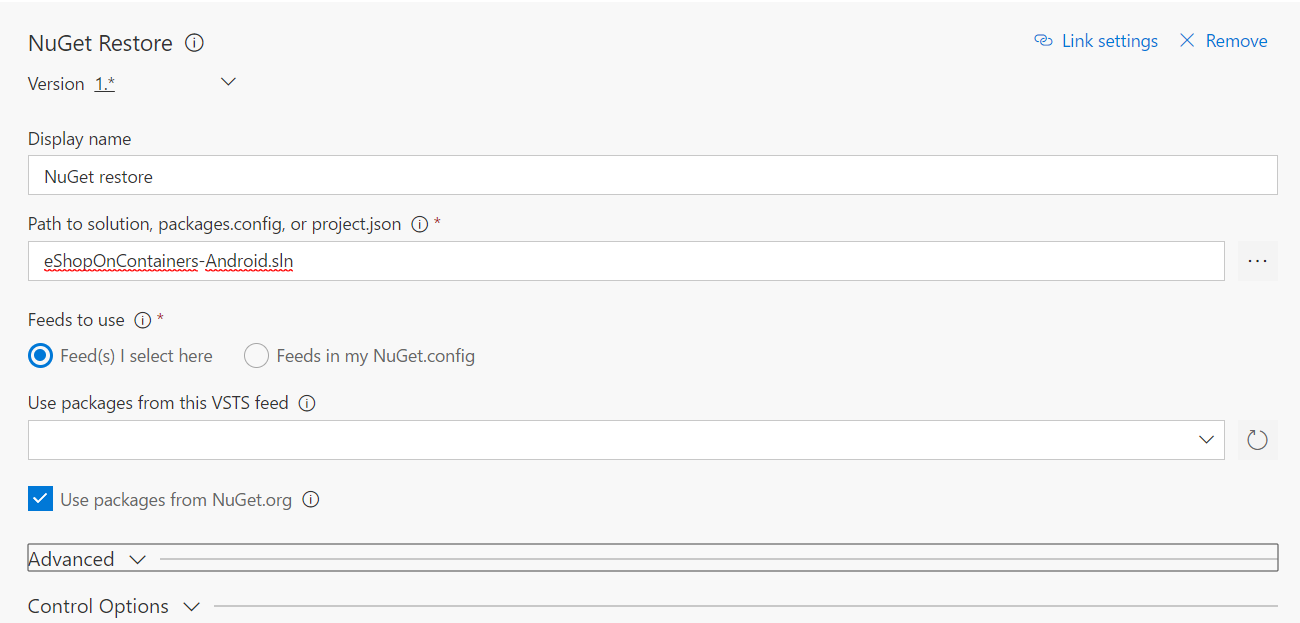 NuGet Restore Link settings Remove
Version 1.*
Display name
NuGet restore
Path to solution, packages.config, or project.json *
eShopOnContainers-Android.sln
...
Feeds to use *
Feed(s) I select here Feeds in my NuGet.config
Use packages from this VSTS feed
Use packages from NuGet.org
Advanced
Control Options